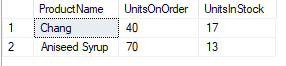 ProductName UnitsOnOrder UnitsInStock
1 Chang 40 17
2 Aniseed Syrup 70 13